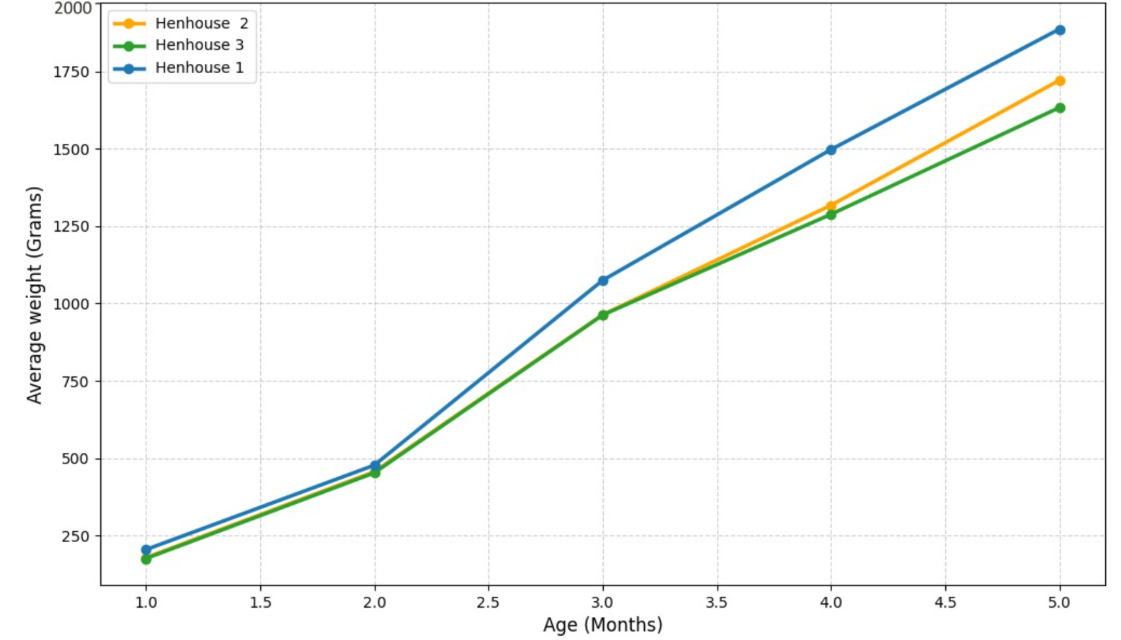 2000
1750
1500
1250
1000
750
500
250
Average weight (Grams)
Henhouse  2
Henhouse 3
Henhouse 1
1.0 1.5 2.0 2.5 3.0 3.5 4.0 4.5 5.0
Age (Months)